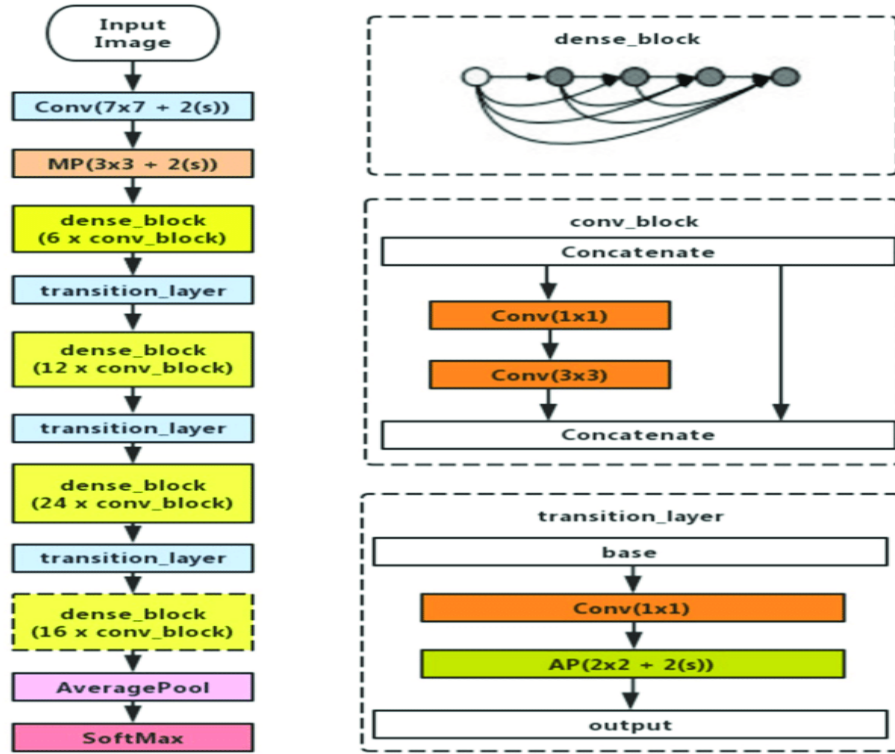 Input
Image
Conv(7x7 + 2(s))
MP(3x3 + 2(s))
dense_block
(6 x conv_block)
transition_layer
dense_block
(12 x conv_block)
transition_layer
dense_block
(24 x conv_block)
transition_layer
dense_block
(16 x conv_block)
AveragePool
SoftMax
dense_block
conv_block
Concatenate
Conv(1x1)
Conv(3x3)
Concatenate
transition_layer
base
Conv(1x1)
AP(2x2 + 2(s))
output